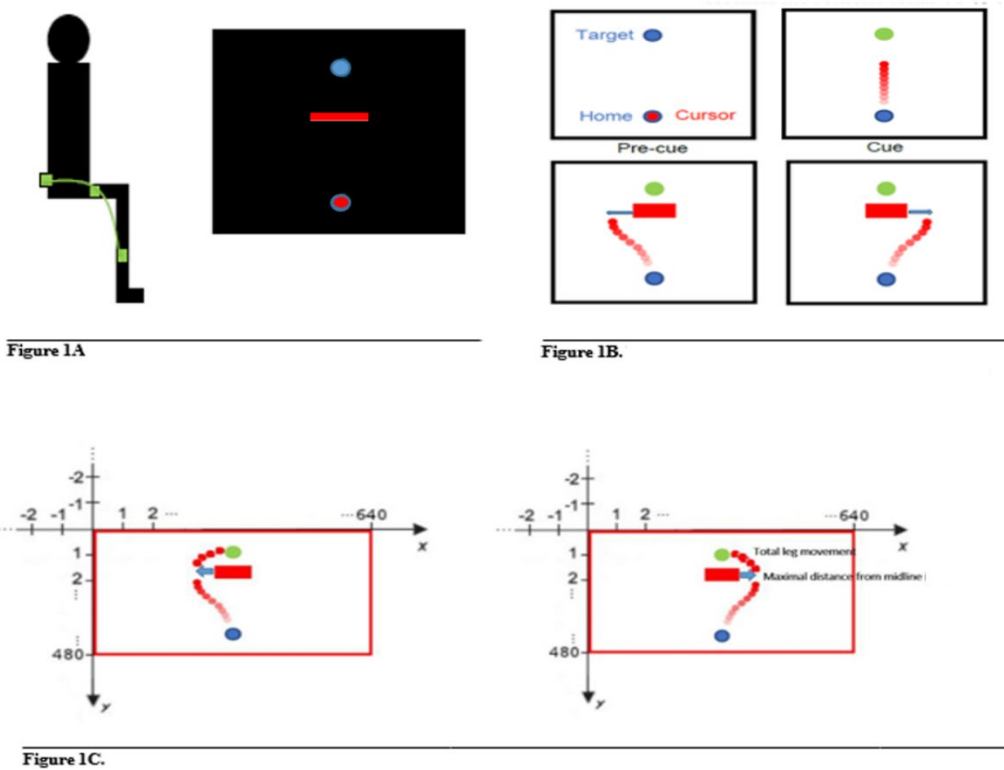 Target
Home
Cursor
Pre-cue
Cue
Figure 1A
Figure 1B.
-2
-1
-2 -1 1 2 ... ...640
x
1
2
480
y
-2
-1
-2 -1 1 2 ... ...640
x
1
Total leg movement
2
Maximal distance from midline
480
y
Figure 1C.